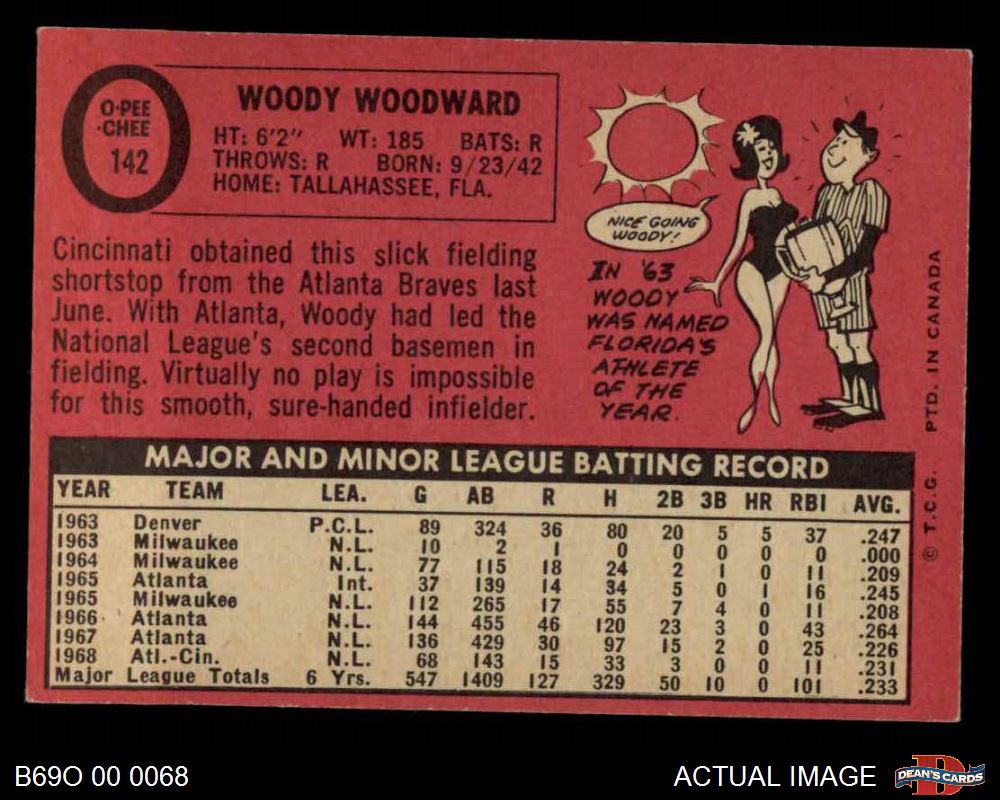 O-PEE
-CHEE
142
WOODY WOODWARD
HT: 6'2" WT: 185 BATS: R
THROWS: R BORN: 9/23/42
HOME: TALLAHASSEE, FLA.
Cincinnati obtained this slick fielding
shortstop from the Atlanta Braves last
June. With Atlanta, Woody had led the
National League's second basemen in
fielding. Virtually no play is impossible
for this smooth, sure-handed infielder.
NICE GOING
WOODY!
IN '63
WOODY
WAS NAMED
FLORIDA'S
ATHLETE
OF THE
YEAR.
© T.C.G. PTD. IN CANADA
MAJOR AND MINOR LEAGUE BATTING RECORD
YEAR TEAM LEA. G AB R H 2B 3B HR RBI AVG.
1963 Denver P.C.L. 89 324 36 80 20 5 5 37 .247
1963 Milwaukee N.L. 10 2 1 0 0 0 0 0 .000
1964 Milwaukee N.L. 77 115 18 24 2 1 0 11 .209
1965 Atlanta Int. 37 139 14 34 5 0 1 16 .245
1965 Milwaukee N.L. 112 265 17 55 7 4 0 11 .208
1966 Atlanta N.L. 144 455 46 120 23 3 0 43 .264
1967 Atlanta N.L. 136 429 30 97 15 2 0 25 .226
1968 Atl.-Cin. N.L. 68 143 15 33 3 0 0 11 .231
Major League Totals 6 Yrs. 547 1409 127 329 50 10 0 101 .233
B69O 00 0068
ACTUAL IMAGE
D
DEAN'S CARDS